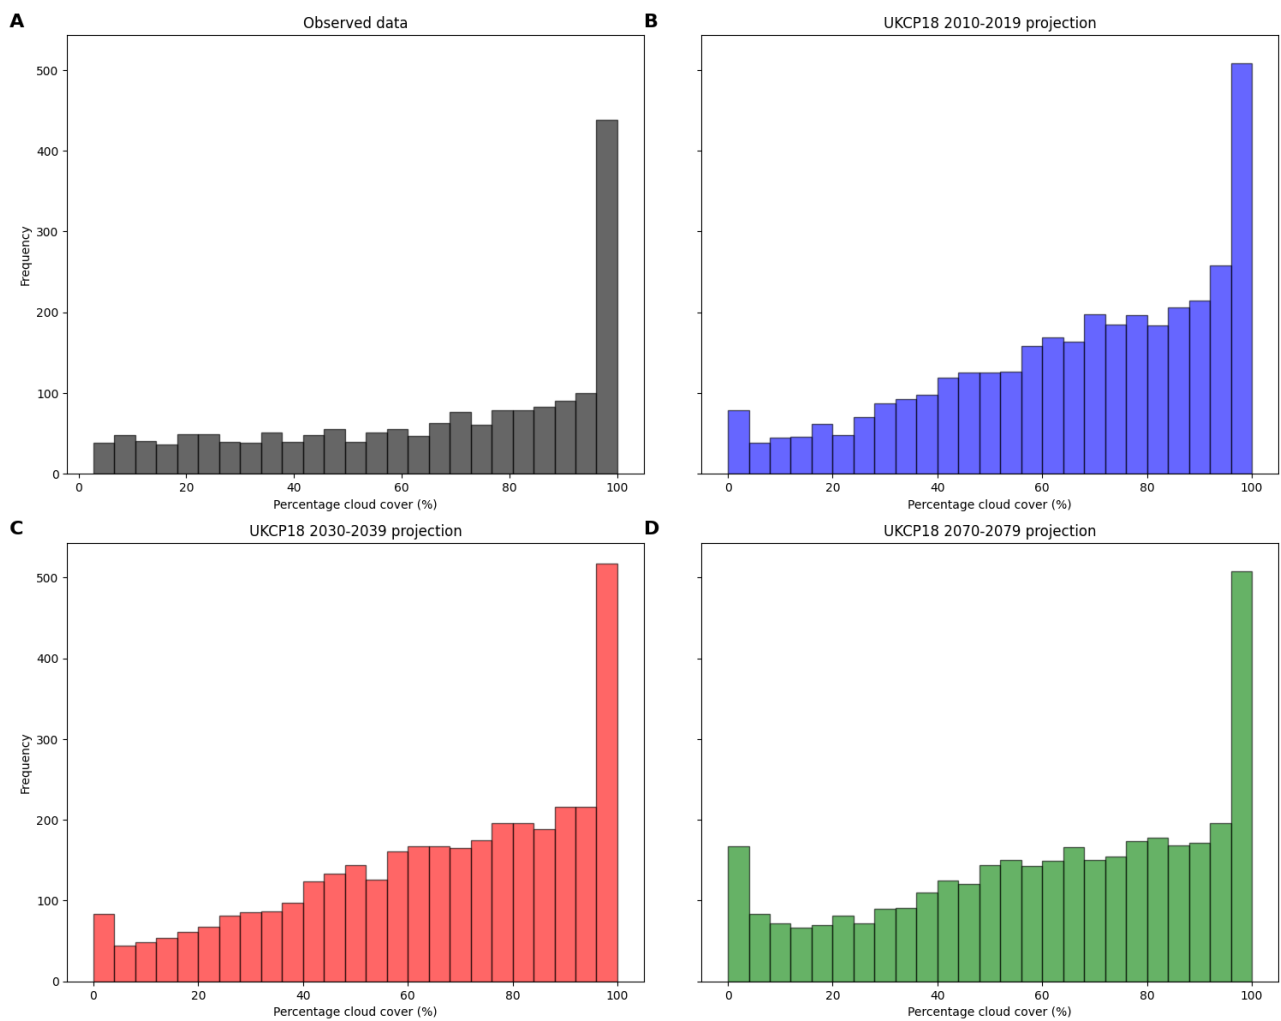 A
Observed data
500
400
300
200
100
0
Frequency
0 20 40 60 80 100
Percentage cloud cover (%)
B
UKCP18 2010-2019 projection
0 20 40 60 80 100
Percentage cloud cover (%)
C
UKCP18 2030-2039 projection
500
400
300
200
100
0
Frequency
0 20 40 60 80 100
Percentage cloud cover (%)
D
UKCP18 2070-2079 projection
0 20 40 60 80 100
Percentage cloud cover (%)